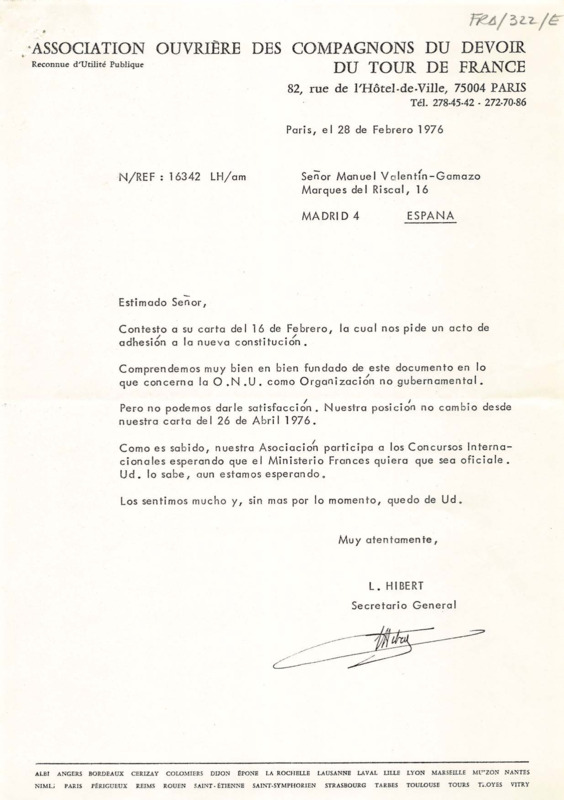 FRA/322/E
ASSOCIATION OUVRIÈRE DES COMPAGNONS DU DEVOIR
Reconnue d'Utilité Publique
DU TOUR DE FRANCE
82, rue de l'Hôtel-de-Ville, 75004 PARIS
Tél. 278-45-42 - 272-70-86
Paris, el 28 de Febrero 1976
N/REF : 16342 LH/am
Señor Manuel Valentín-Gamazo
Marques del Riscal, 16
MADRID 4 ESPANA
Estimado Señor,
Contesto a su carta del 16 de Febrero, la cual nos pide un acto de
adhesión a la nueva constitución.
Comprendemos muy bien en bien fundado de este documento en lo
que concerna la O.N.U. como Organización no gubernamental.
Pero no podemos darle satisfacción. Nuestra posición no cambio desde
nuestra carta del 26 de Abril 1976.
Como es sabido, nuestra Asociación participa a los Concursos Interna-
cionales esperando que el Ministerio Frances quiera que sea oficiale.
Ud. lo sabe, aun estamos esperando.
Los sentimos mucho y, sin mas por lo momento, quedo de Ud.
Muy atentamente,
L. HIBERT
Secretario General
ALBI ANGERS BORDEAUX CERIZAY COLOMIERS DIJON ÉPONE LA ROCHELLE LAUSANNE LAVAL LILLE LYON MARSEILLE NANTES
PARIS PÉRIGUEUX REIMS ROUEN SAINT-ÉTIENNE SAINT-SYMPHORIEN STRASBOURG TARBES TOULOUSE TOURS VITRY